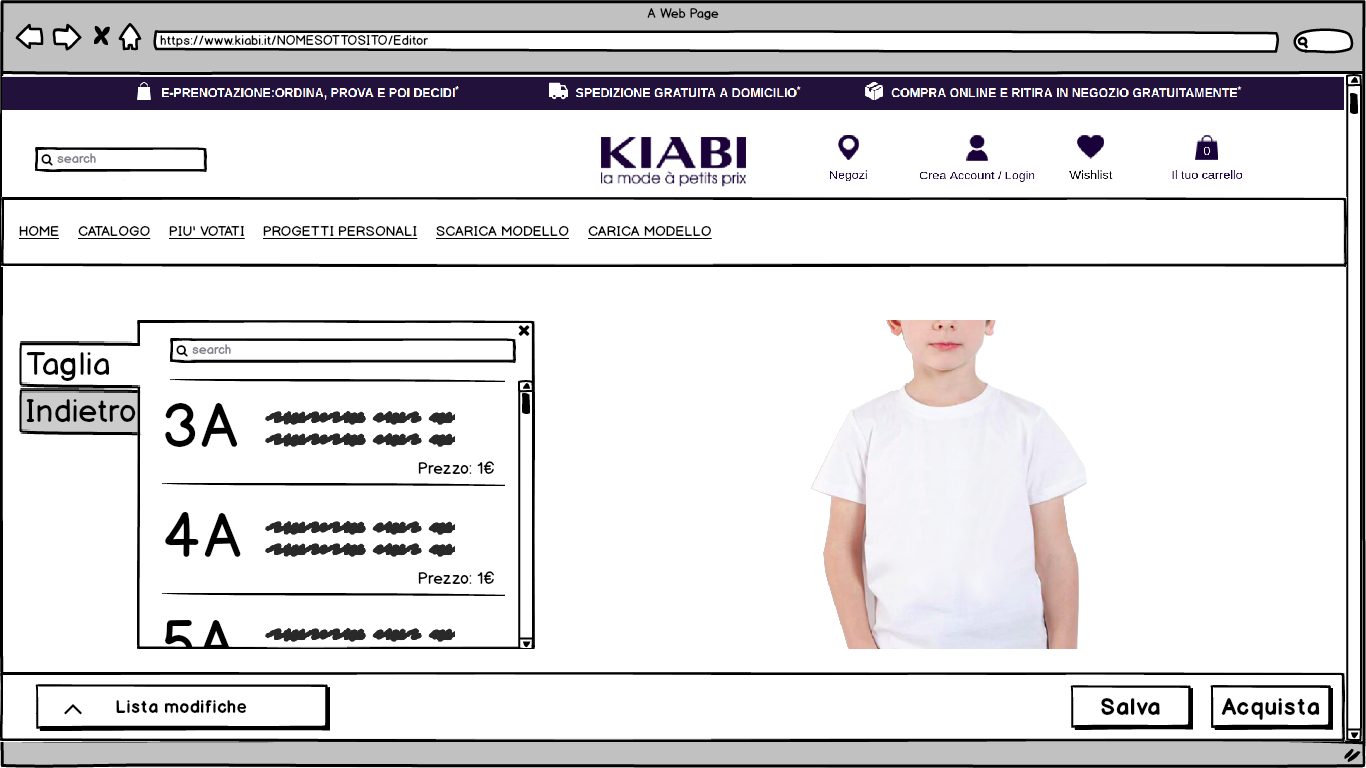 A Web Page
https://www.kiabi.it/NOMESOTTOSITO/Editor
E-PRENOTAZIONE:ORDINA, PROVA E POI DECIDI* SPEDIZIONE GRATUITA A DOMICILIO* COMPRA ONLINE E RITIRA IN NEGOZIO GRATUITAMENTE*
search
KIABI
la mode à petits prix
Negozi
Crea Account / Login
Wishlist
0
Il tuo carrello
HOME CATALOGO PIU' VOTATI PROGETTI PERSONALI SCARICA MODELLO CARICA MODELLO
Taglia
Indietro
search
3A
Prezzo: 1€
4A
Prezzo: 1€
5A
Lista modifiche
Salva
Acquista